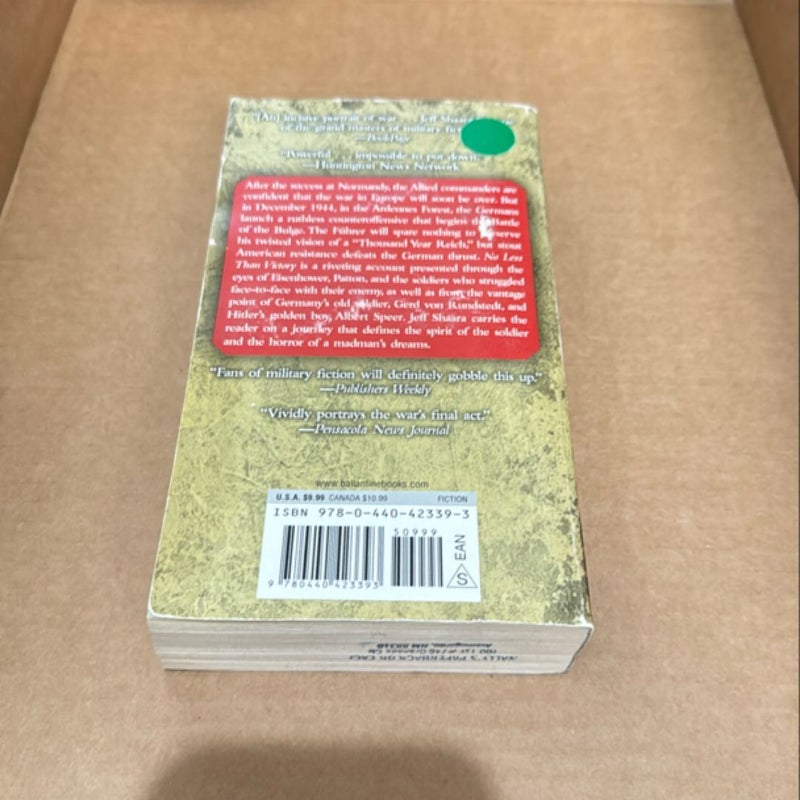 "[An] incisive portrait of war . . . Jeff Shaara
of the grand masters of military
—BookPage
"Powerful . . . impossible to put down."
—Huntington News Network
After the success at Normandy, the Allied commanders are
confident that the war in Europe will soon be over. But
in December 1944, in the Ardennes Forest, the Germans
launch a ruthless counteroffensive that begins the Battle
of the Bulge. The Führer will spare nothing to preserve
his twisted vision of a "Thousand Year Reich," but stout
American resistance defeats the German thrust. No Less
Than Victory is a riveting account presented through the
eyes of Eisenhower, Patton, and the soldiers who struggled
face-to-face with their enemy, as well as from the vantage
point of Germany's old soldier, Gerd von Rundstedt, and
Hitler's golden boy, Albert Speer. Jeff Shaara carries the
reader on a journey that defines the spirit of the soldier
and the horror of a madman's dreams.
"Fans of military fiction will definitely gobble this up."
—Publishers Weekly
"Vividly portrays the war's final act."
—Pensacola News Journal
www.ballantinebooks.com
U.S.A. $9.99 CANADA $10.99 FICTION
ISBN 978-0-440-42339-3
50999
EAN
S
9 780440 423393
Alamogordo, NM 88310
PAPERBACK